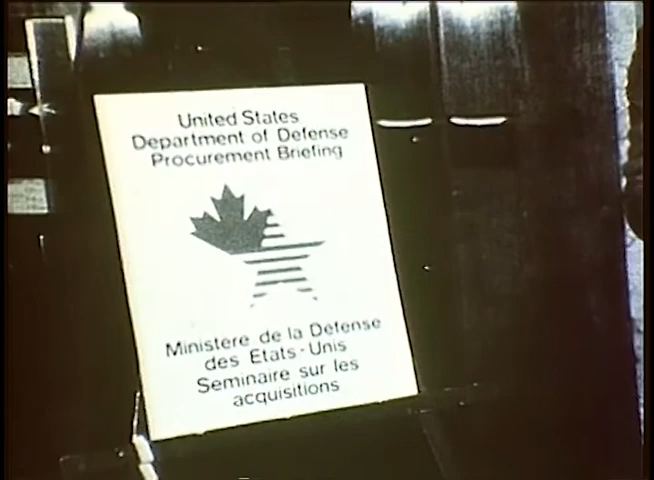 United States
Department of Defense
Procurement Briefing
Ministere de la Defense
des Etats-Unis
Seminaire sur les
acquisitions